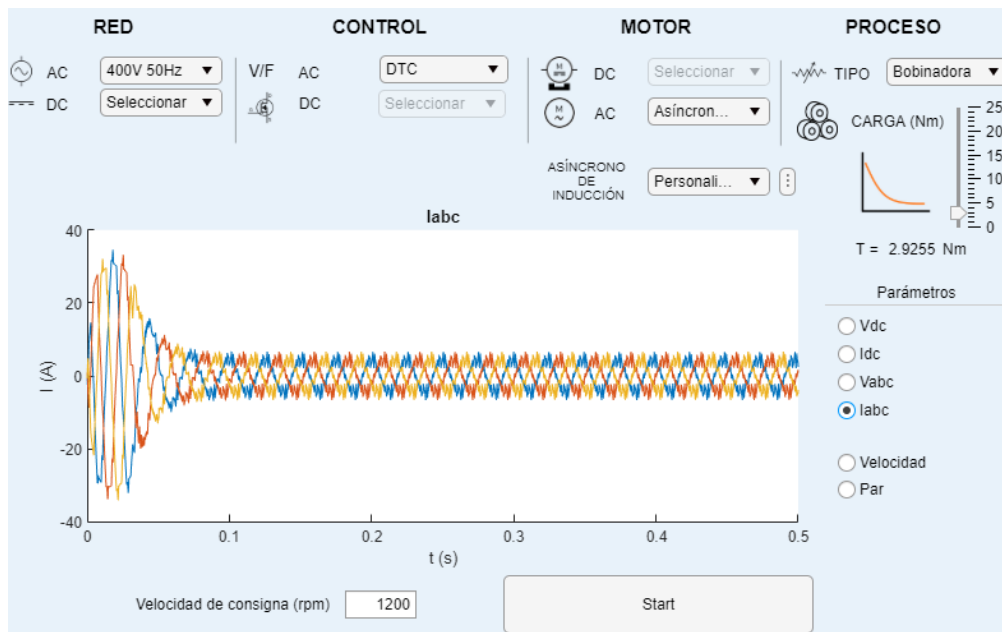 RED CONTROL MOTOR PROCESO
AC 400V 50Hz V/F AC DTC DC Seleccionar TIPO Bobinadora
DC Seleccionar DC Seleccionar AC Asíncron... CARGA (Nm)
25
20
15
10
5
0
ASÍNCRONO
DE
INDUCCIÓN
Personali...
T = 2.9255 Nm
Iabc
40
20
0
-20
-40
I (A)
0 0.1 0.2 0.3 0.4 0.5
t (s)
Parámetros
Vdc
Idc
Vabc
Iabc
Velocidad
Par
Velocidad de consigna (rpm) 1200 Start